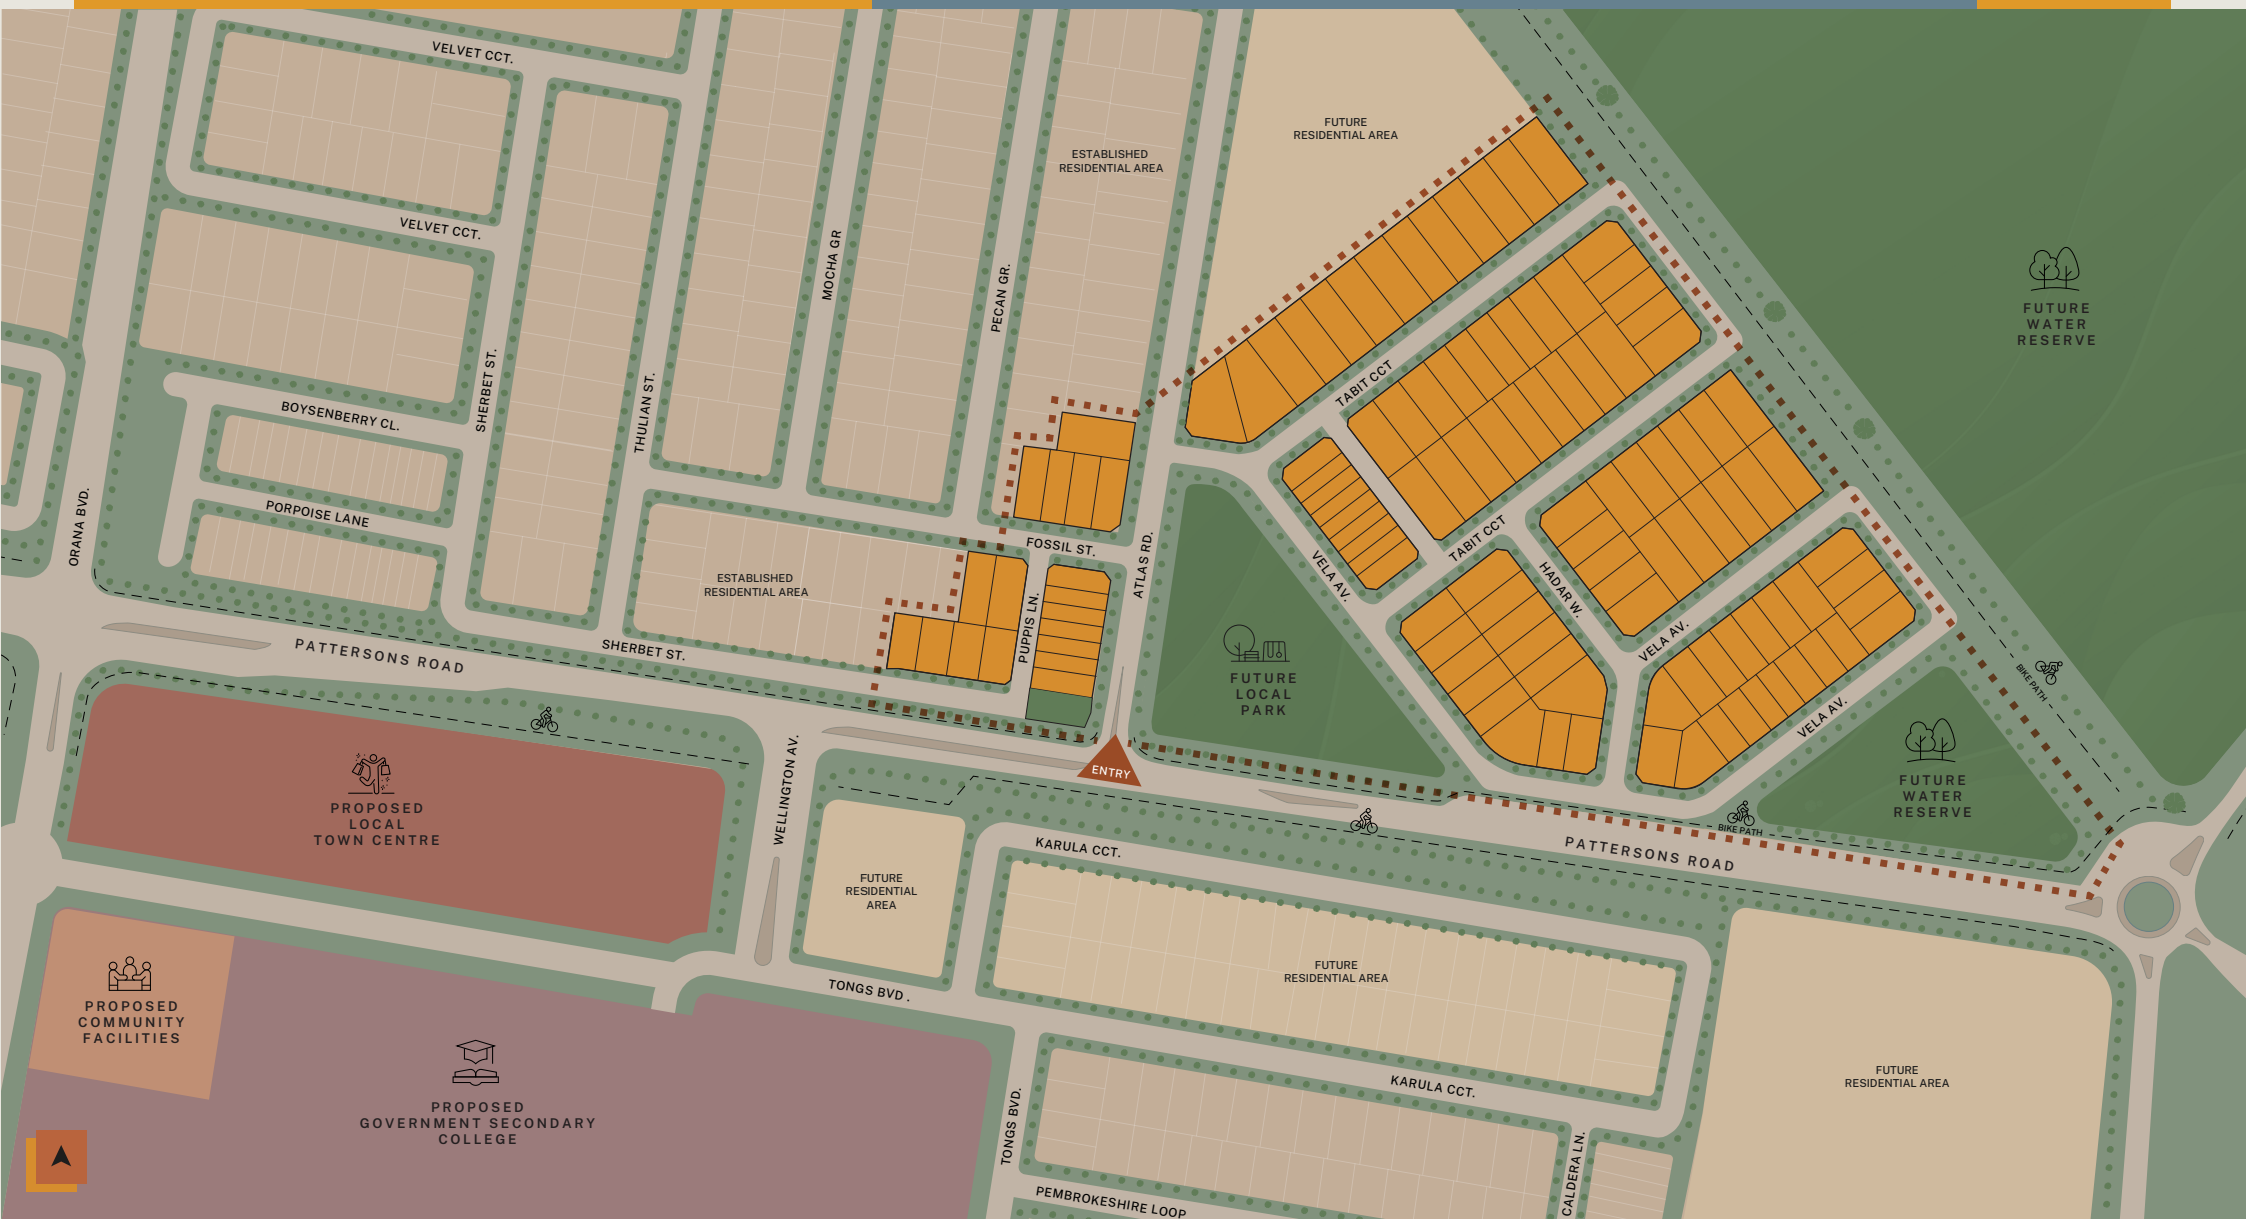 VELVET CCT.
FUTURE
RESIDENTIAL AREA
ESTABLISHED
RESIDENTIAL AREA
VELVET CCT.
MOCHA GR
PECAN GR.
FUTURE
WATER
RESERVE
SHERBET ST.
THULIAN ST.
TABIT CCT
BOYSENBERRY CL.
PORPOISE LANE
ORANA BVD.
FOSSIL ST.
ATLAS RD.
TABIT CCT
VELA AV.
HADAR W.
ESTABLISHED
RESIDENTIAL AREA
PUPPIS LN.
SHERBET ST.
VELA AV.
PATTERSONS ROAD
FUTURE
LOCAL
PARK
BIKE PATH
VELA AV.
ENTRY
WELLINGTON AV.
PROPOSED
LOCAL
TOWN CENTRE
FUTURE
WATER
RESERVE
BIKE PATH
KARULA CCT.
PATTERSONS ROAD
FUTURE
RESIDENTIAL
AREA
FUTURE
RESIDENTIAL AREA
TONGS BVD .
PROPOSED
COMMUNITY
FACILITIES
FUTURE
RESIDENTIAL AREA
KARULA CCT.
PROPOSED
GOVERNMENT SECONDARY
COLLEGE
TONGS BVD.
CALDERA LN.
PEMBROKESHIRE LOOP